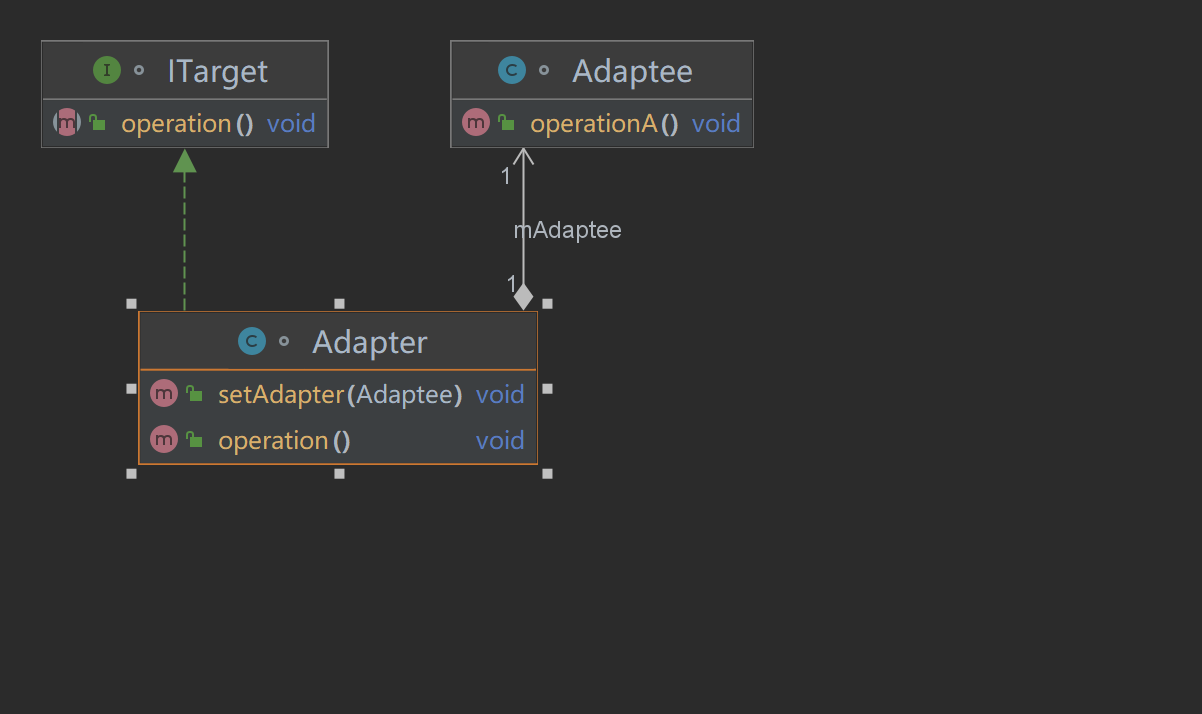 I ITarget
m operation() void
C Adaptee
m operationA() void
1
mAdaptee
1
C Adapter
m setAdapter(Adaptee) void
m operation() void